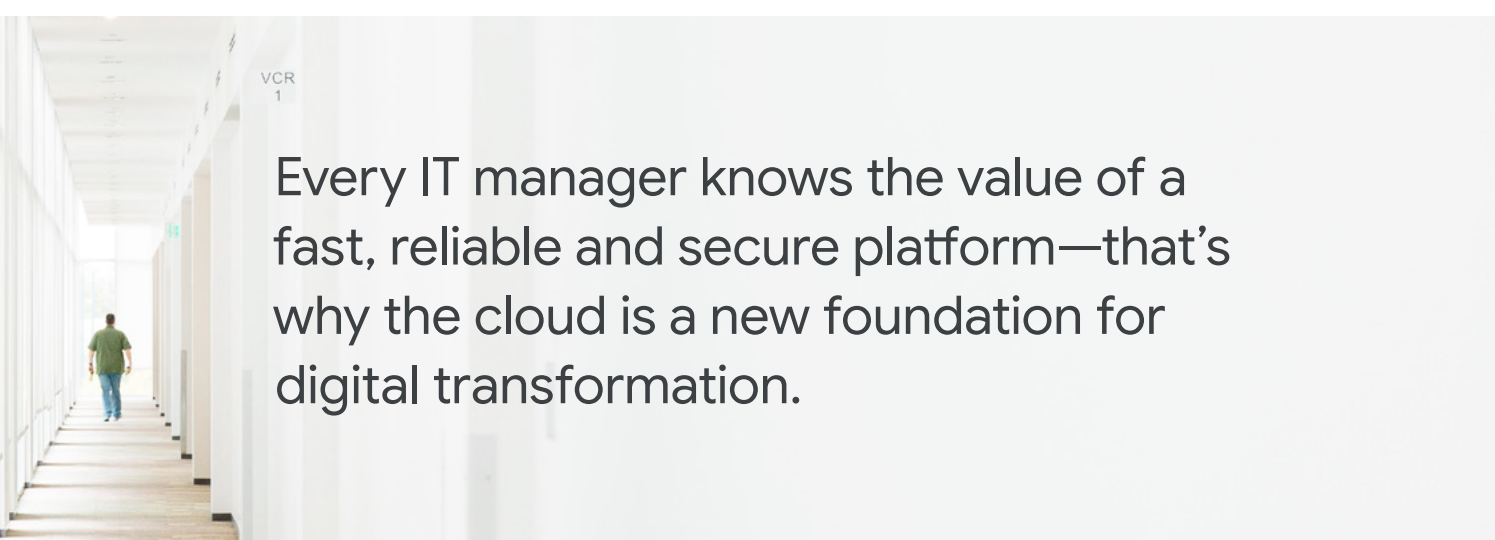 VCR
1
Every IT manager knows the value of a
fast, reliable and secure platform—that’s
why the cloud is a new foundation for
digital transformation.